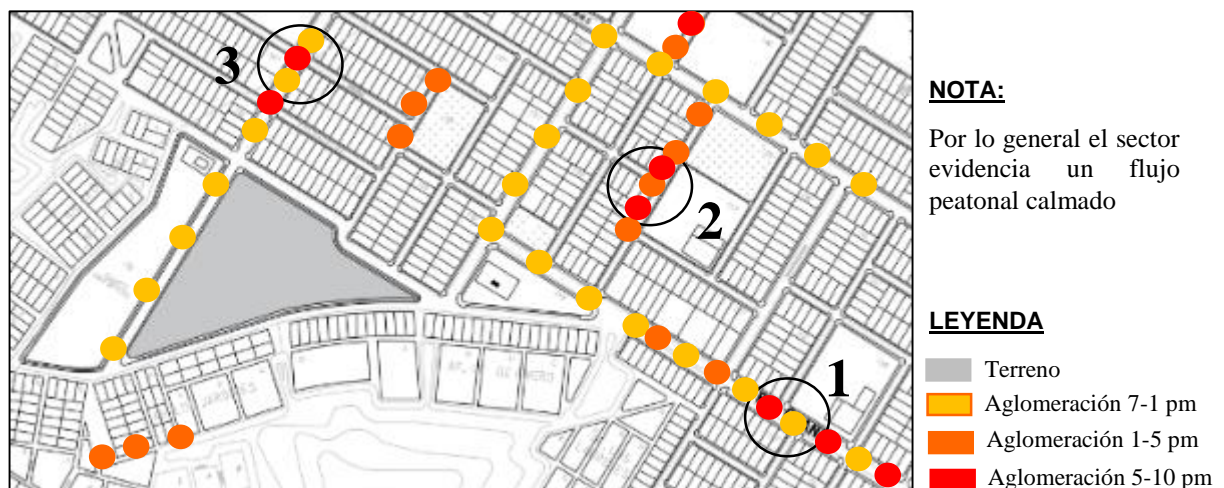 3
2
1
NOTA:
Por lo general el sector
evidencia un flujo
peatonal calmado
LEYENDA
Terreno
Aglomeración 7-1 pm
Aglomeración 1-5 pm
Aglomeración 5-10 pm